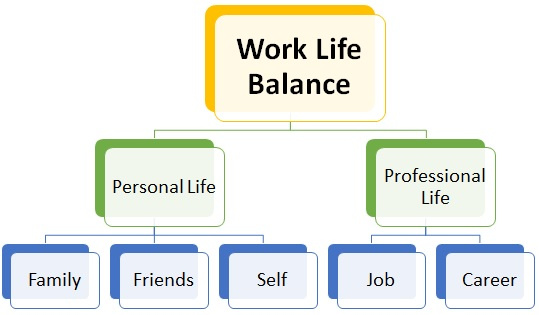 Work Life
Balance
Personal Life
Professional
Life
Family
Friends
Self
Job
Career